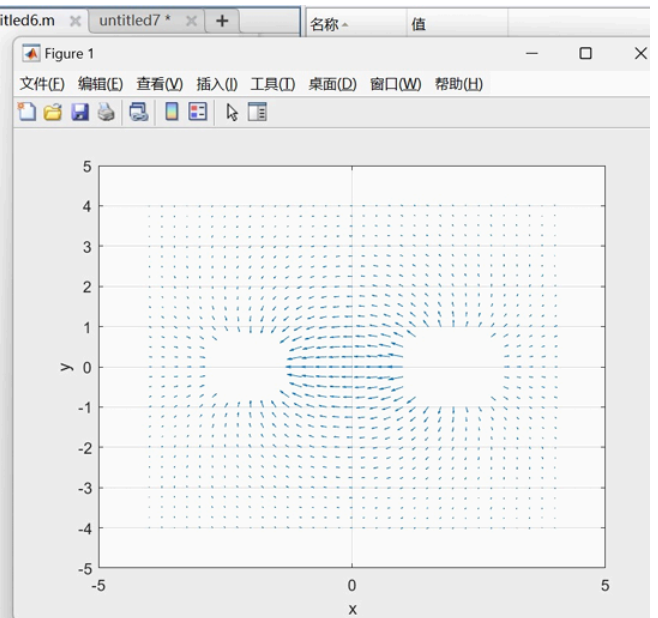 itled6.m × untitled7 * × + 名称 值
Figure 1
文件(F) 编辑(E) 查看(V) 插入(I) 工具(T) 桌面(D) 窗口(W) 帮助(H)
5
4
3
2
1
0
-1
-2
-3
-4
-5
y
-5 0 5
x